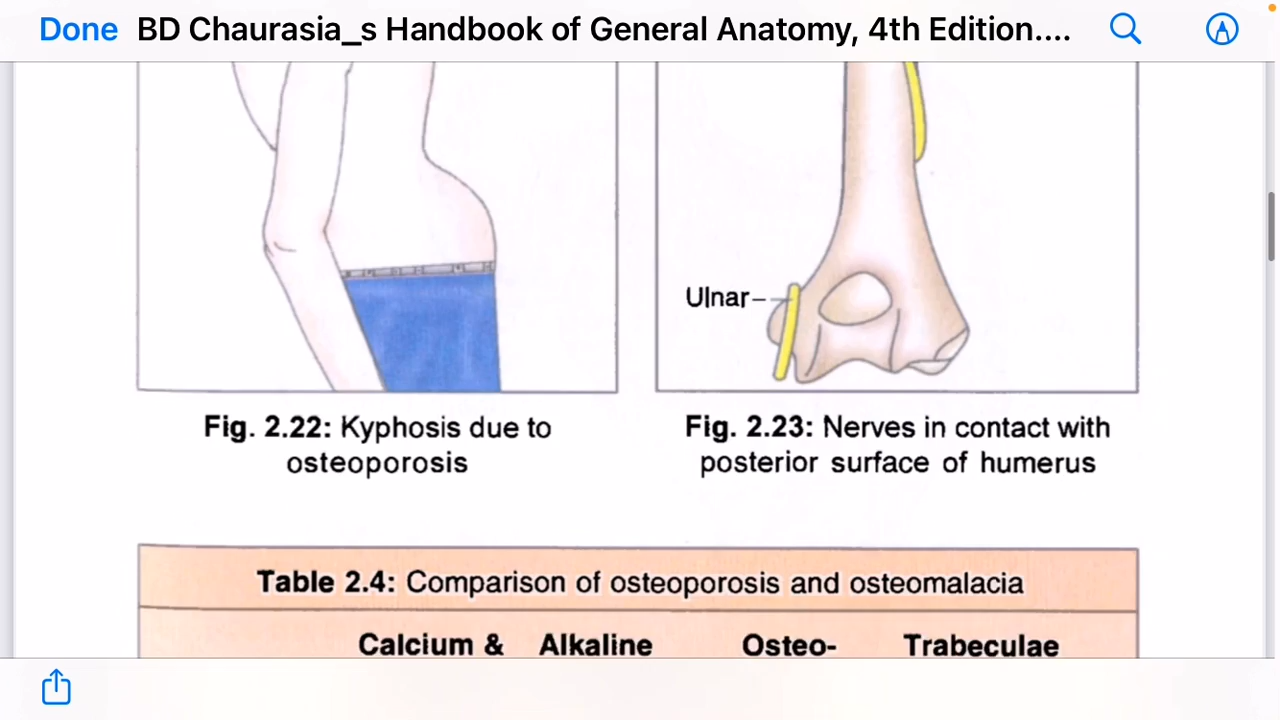 Done BD Chaurasia_s Handbook of General Anatomy, 4th Edition....
Ulnar
Fig. 2.22: Kyphosis due to
osteoporosis
Fig. 2.23: Nerves in contact with
posterior surface of humerus
Table 2.4: Comparison of osteoporosis and osteomalacia
Calcium & Alkaline Osteo- Trabeculae